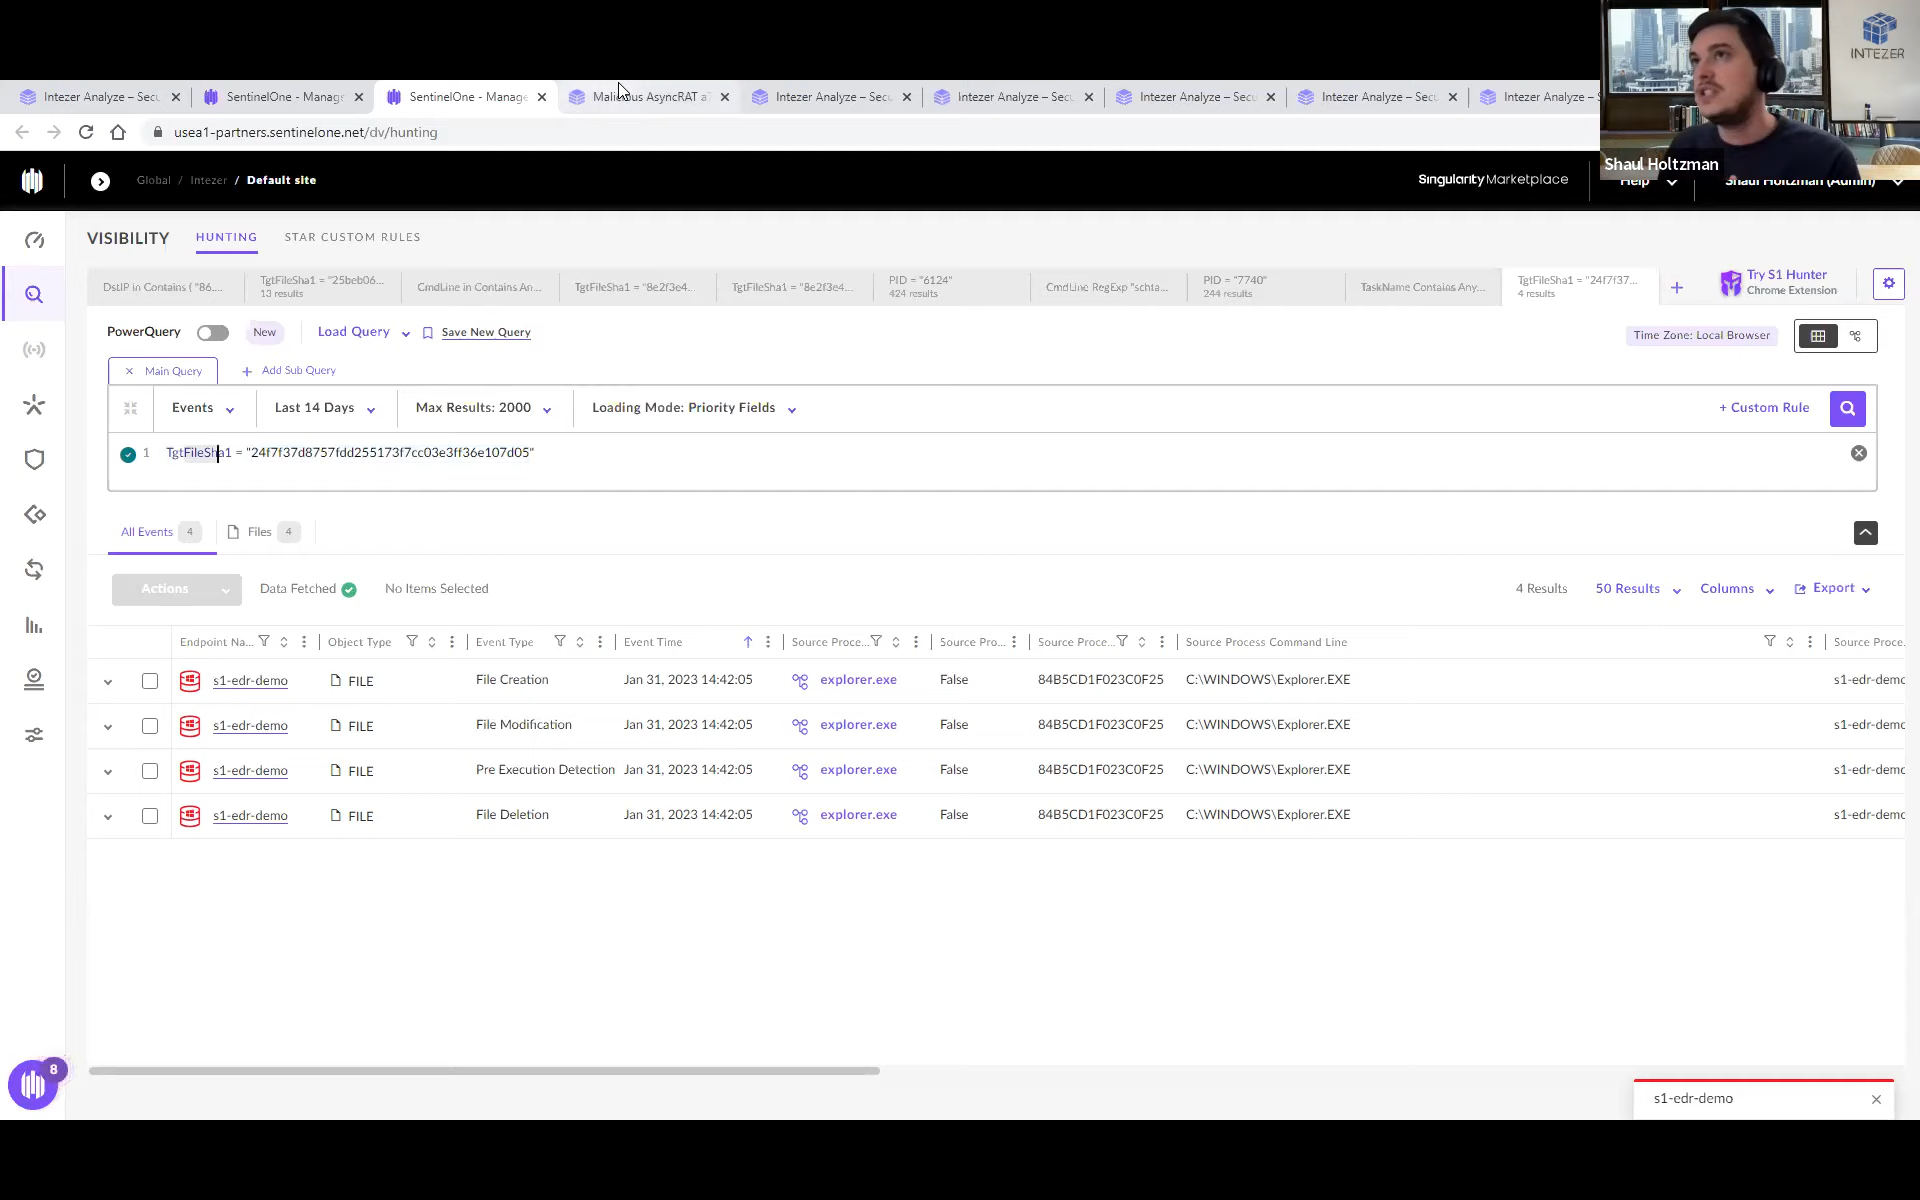 Intezer Analyze – Secu
SentinelOne - Manage
SentinelOne - Manage
Malicious AsyncRAT a
Intezer Analyze – Secu
Intezer Analyze – Secu
Intezer Analyze – Secu
Intezer Analyze – Secu
Intezer Analyze –
INTEZER
usea1-partners.sentinelone.net/dv/hunting
Shaul Holtzman
Global / Intezer / Default site
Singularity Marketplace
Help
Shaul Holtzman (Admin)
VISIBILITY
HUNTING
STAR CUSTOM RULES
DstIP in Contains ( "86,...
TgtFileSha1 = "25beb06...
13 results
CmdLine in Contains An...
TgtFileSha1 = "8e2f3e4...
TgtFileSha1 = "8e2f3e4...
PID = "6124"
424 results
CmdLine RegExp "schta...
PID = "7740"
244 results
TaskName Contains Any...
TgtFileSha1 = "24f7f37...
4 results
Try S1 Hunter
Chrome Extension
PowerQuery
New
Load Query
Save New Query
Time Zone: Local Browser
Main Query
Add Sub Query
Events
Last 14 Days
Max Results: 2000
Loading Mode: Priority Fields
+ Custom Rule
1 TgtFileSha1 = "24f7f37d8757fdd255173f7cc03e3ff36e107d05"
All Events 4
Files 4
Actions
Data Fetched
No Items Selected
4 Results
50 Results
Columns
Export
Endpoint Na... Object Type Event Type Event Time Source Proce... Source Pro... Source Proce... Source Process Command Line Source Proce.
s1-edr-demo FILE File Creation Jan 31, 2023 14:42:05 explorer.exe False 84B5CD1F023C0F25 C:\WINDOWS\Explorer.EXE s1-edr-demo
s1-edr-demo FILE File Modification Jan 31, 2023 14:42:05 explorer.exe False 84B5CD1F023C0F25 C:\WINDOWS\Explorer.EXE s1-edr-demo
s1-edr-demo FILE Pre Execution Detection Jan 31, 2023 14:42:05 explorer.exe False 84B5CD1F023C0F25 C:\WINDOWS\Explorer.EXE s1-edr-demo
s1-edr-demo FILE File Deletion Jan 31, 2023 14:42:05 explorer.exe False 84B5CD1F023C0F25 C:\WINDOWS\Explorer.EXE s1-edr-demo
8
s1-edr-demo